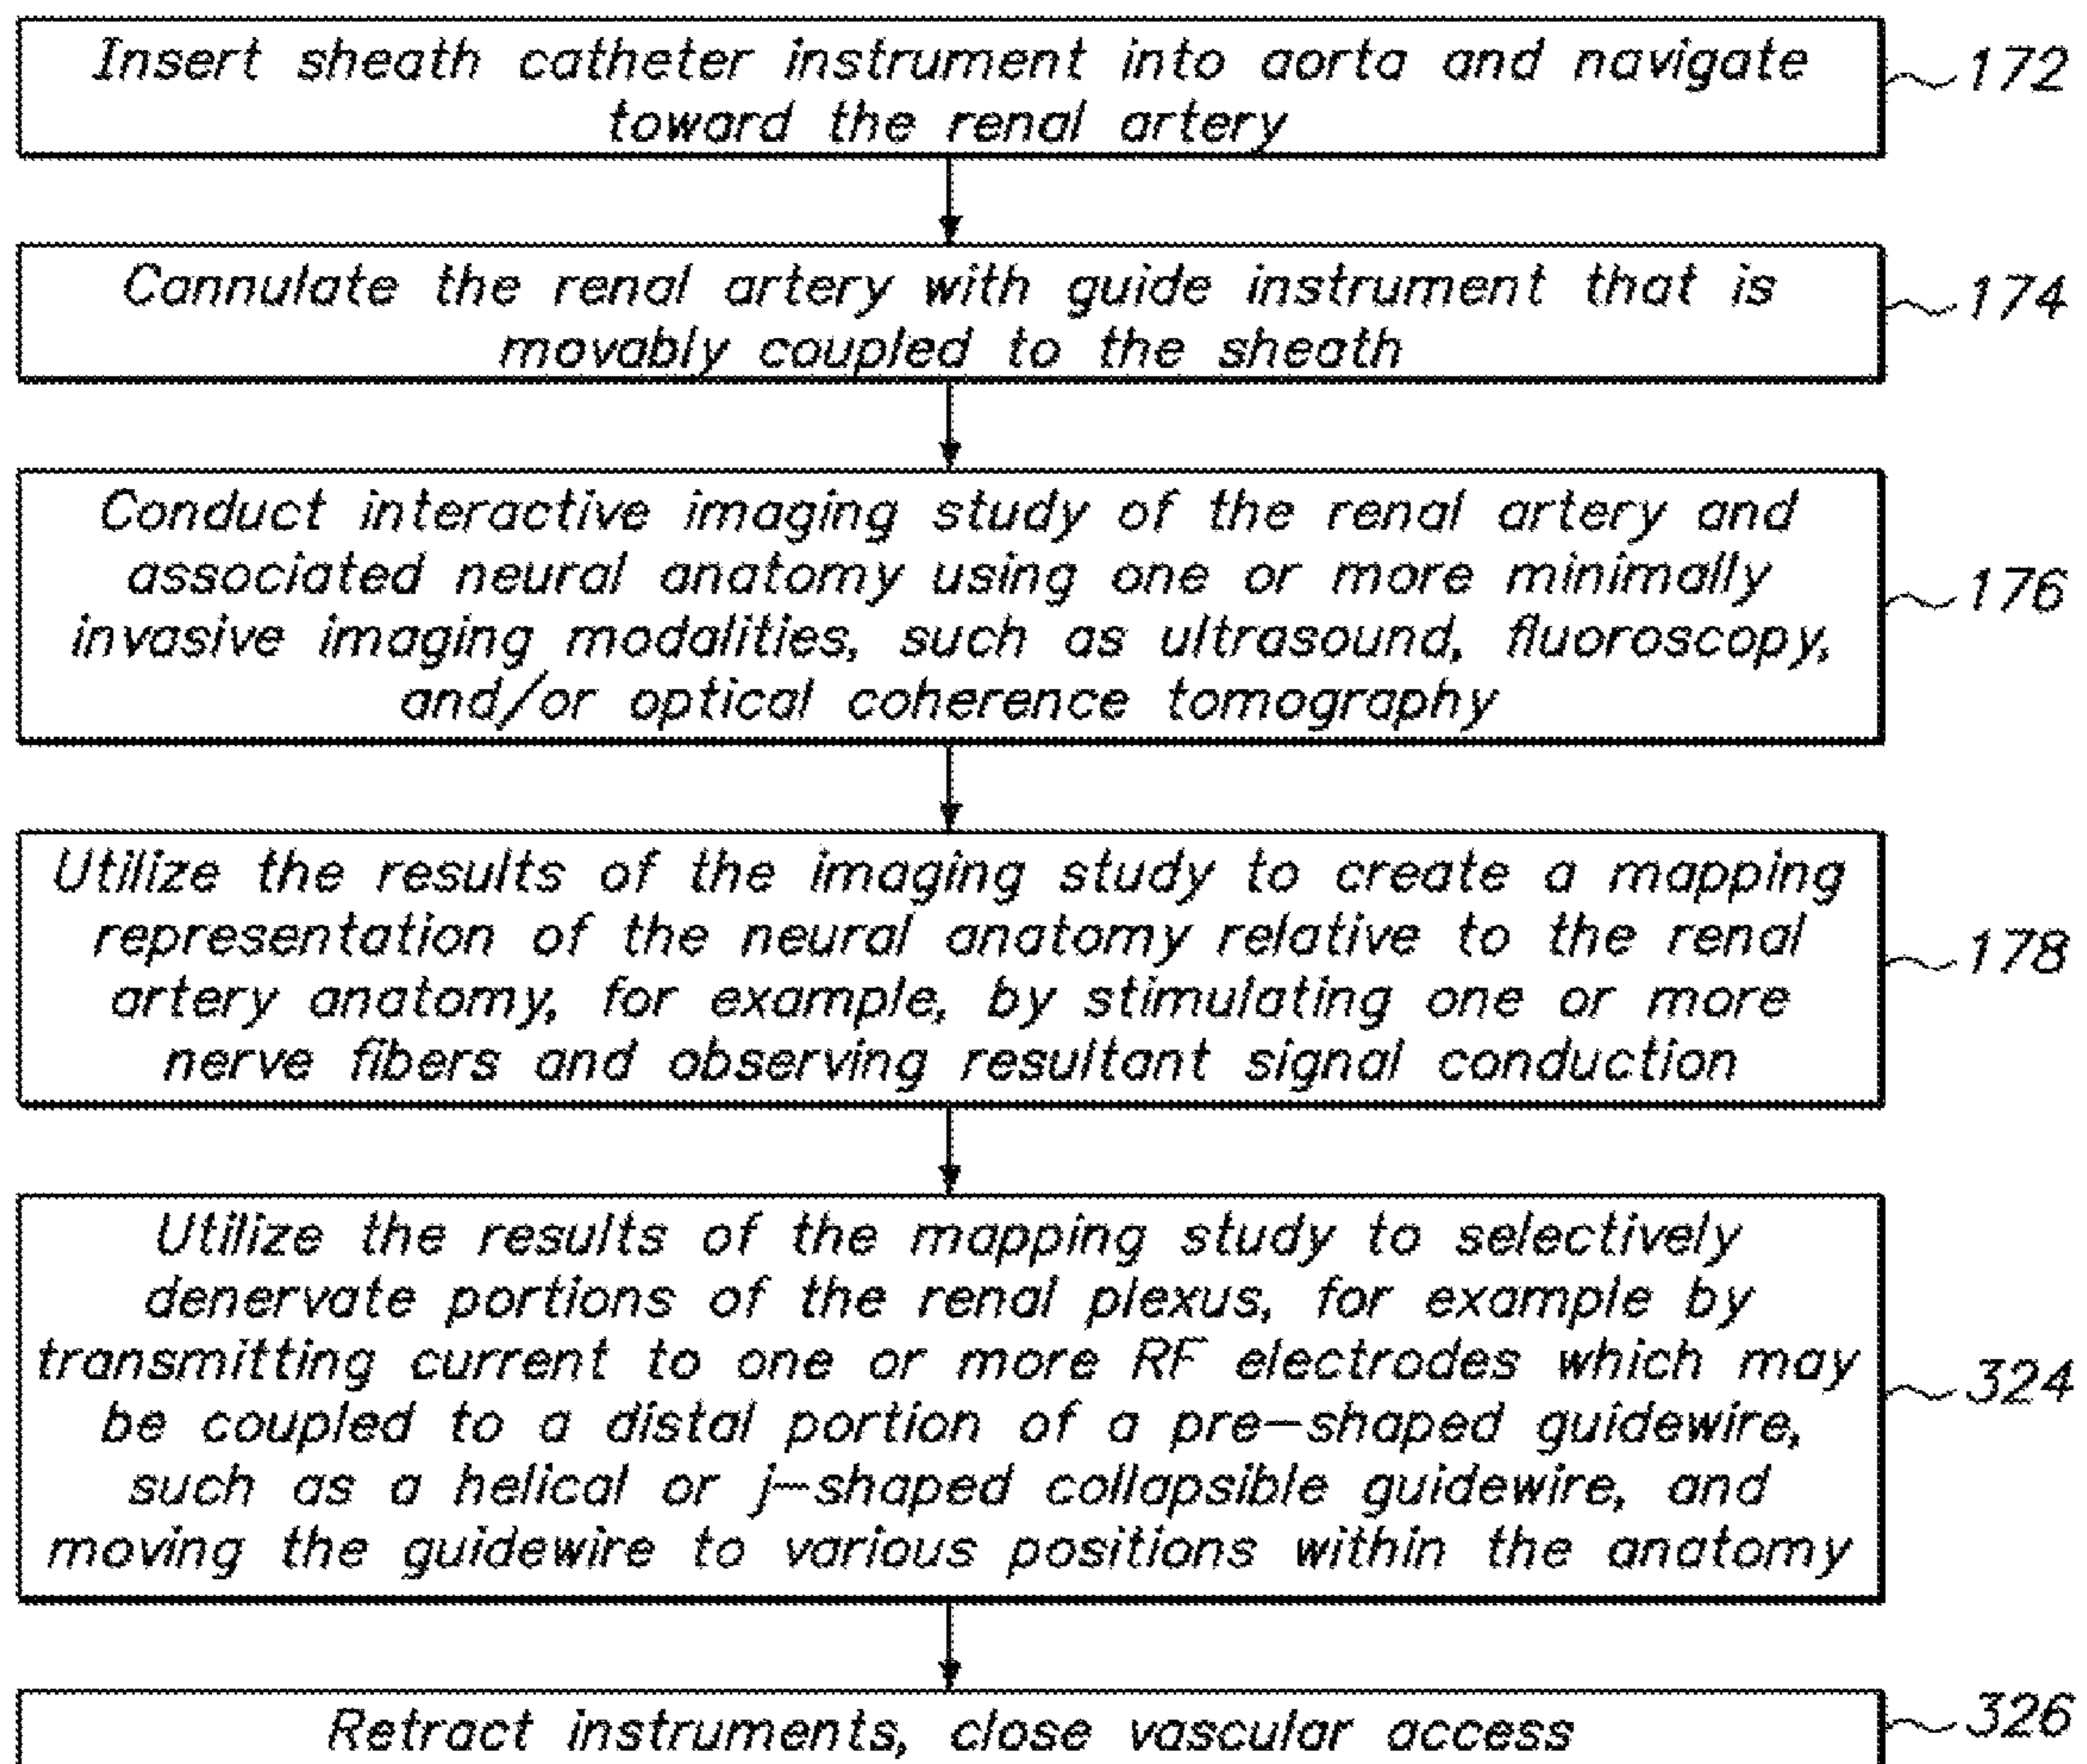 Insert sheath catheter instrument into aorta and navigate
toward the renal artery
172
Cannulate the renal artery with guide instrument that is
movably coupled to the sheath
174
Conduct interactive imaging study of the renal artery and
associated neural anatomy using one or more minimally
invasive imaging modalities, such as ultrasound, fluoroscopy,
and/or optical coherence tomography
176
Utilize the results of the imaging study to create a mapping
representation of the neural anatomy relative to the renal
artery anatomy, for example, by stimulating one or more
nerve fibers and observing resultant signal conduction
178
Utilize the results of the mapping study to selectively
denervate portions of the renal plexus, for example by
transmitting current to one or more RF electrodes which may
be coupled to a distal portion of a pre-shaped guidewire,
such as a helical or j-shaped collapsible guidewire, and
moving the guidewire to various positions within the anatomy
324
Retract instruments, close vascular access
326